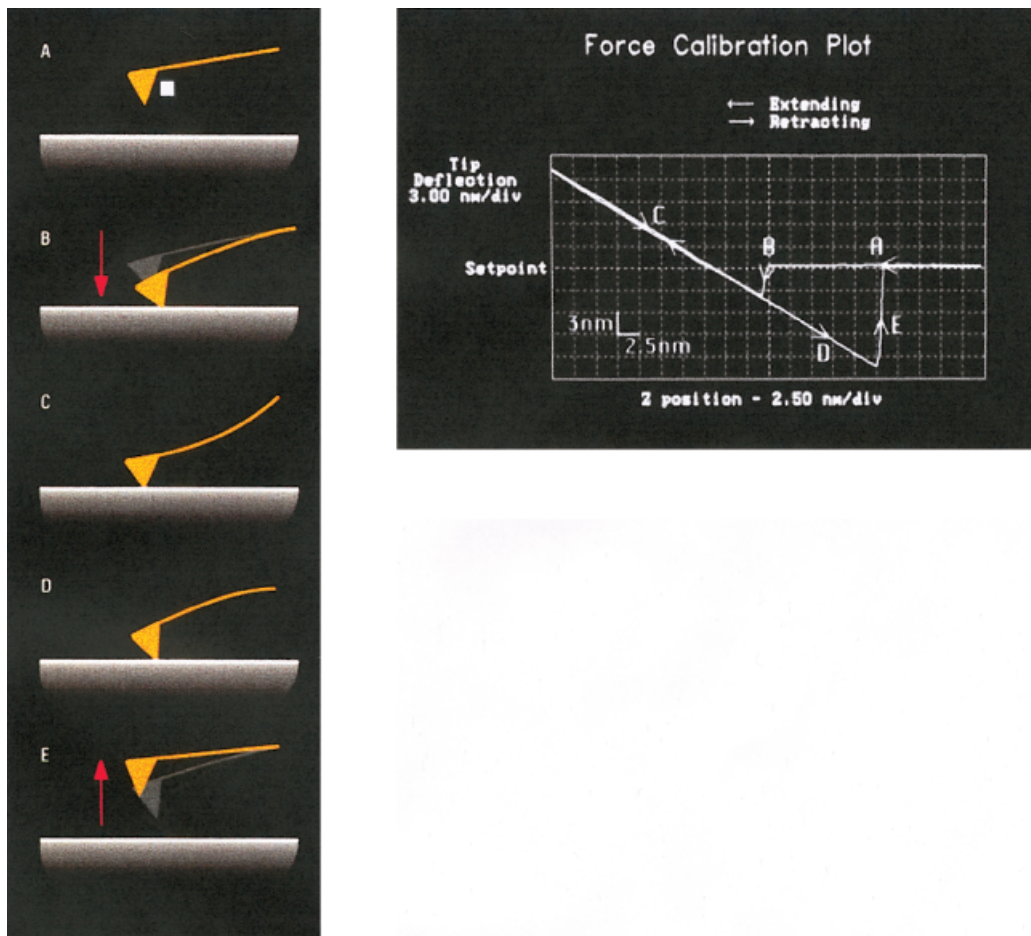 A
B
C
D
E
Force Calibration Plot
← Extending
→ Retracting
Tip
Deflection
3.00 nm/div
Setpoint
C
B
A
3nm
2.5nm
D
E
Z position - 2.50 nm/div